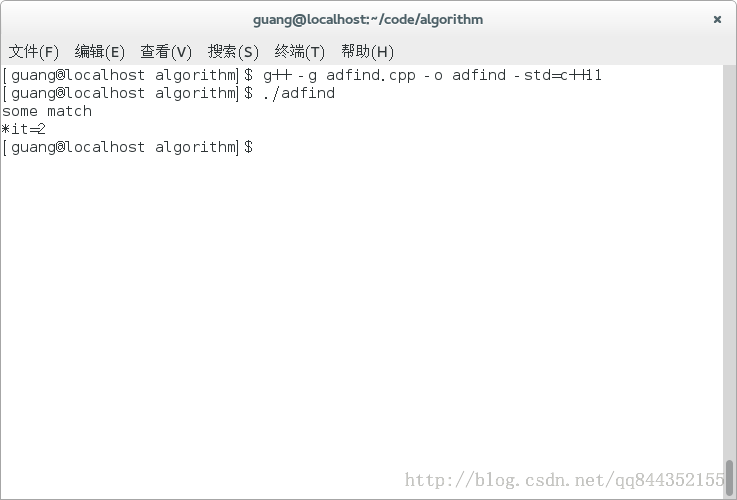 guang@localhost:~/code/algorithm
文件(F) 编辑(E) 查看(V) 搜索(S) 终端(T) 帮助(H)
[guang@localhost algorithm]$ g++ -g adfind.cpp -o adfind -std=c++11
[guang@localhost algorithm]$ ./adfind
some match
*it=2
[guang@localhost algorithm]$
http://blog.csdn.net/qq844352155